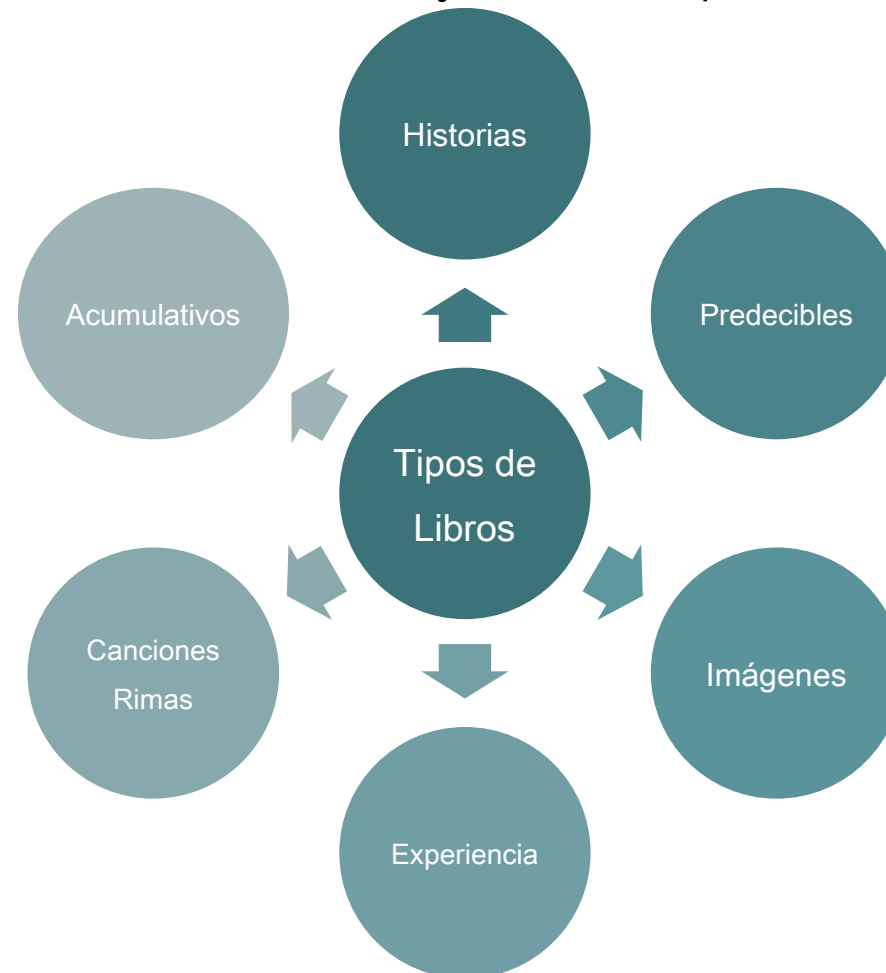 Historias
Predecibles
Imágenes
Experiencia
Canciones
Rimas
Acumulativos
Tipos de
Libros